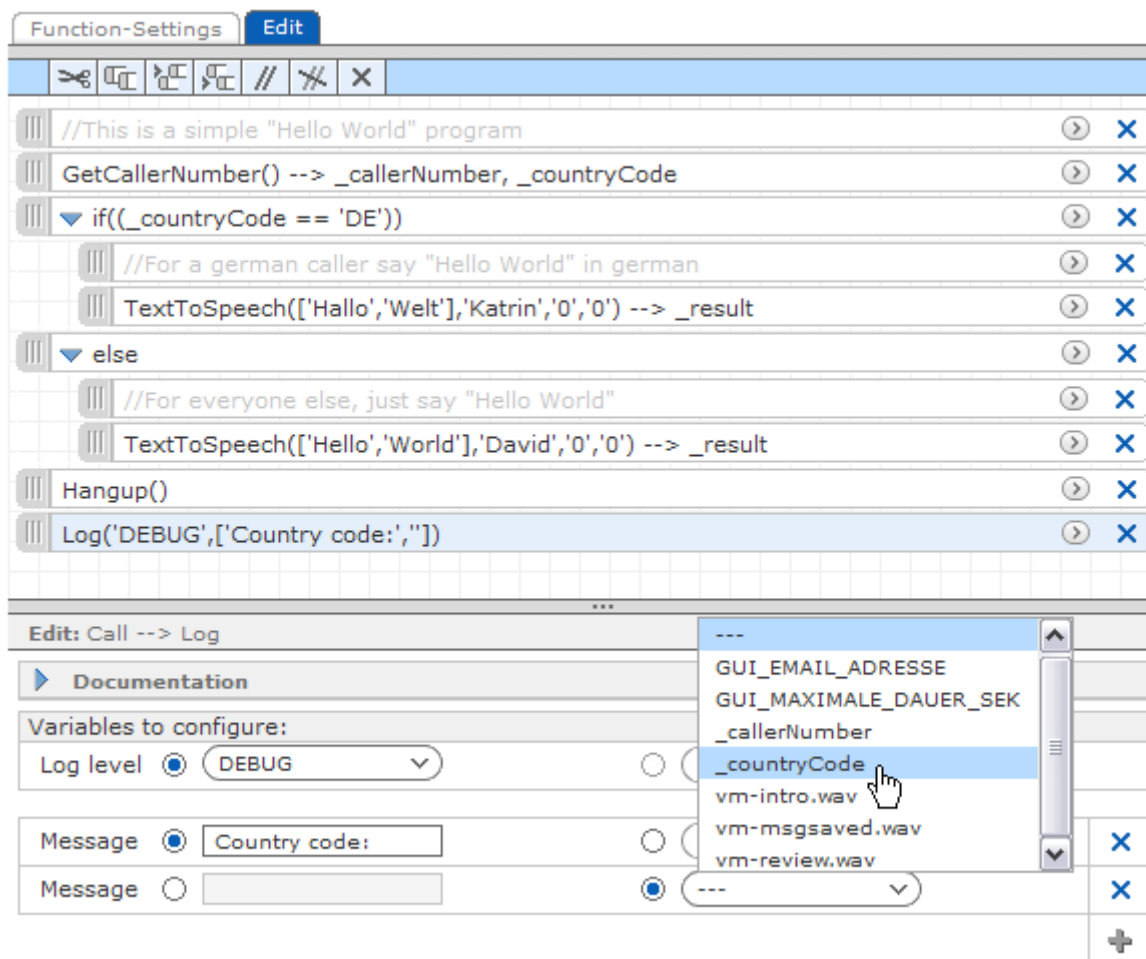 Function-Settings Edit
//This is a simple "Hello World" program
GetCallerNumber() --> _callerNumber, _countryCode
if((_countryCode == 'DE'))
//For a german caller say "Hello World" in german
TextToSpeech(['Hallo','Welt'],'Katrin','0','0') --> _result
else
//For everyone else, just say "Hello World"
TextToSpeech(['Hello','World'],'David','0','0') --> _result
Hangup()
Log('DEBUG',['Country code:',''])
Edit: Call --> Log
Documentation
Variables to configure:
Log level DEBUG
Message Country code:
Message ---
---
GUI_EMAIL_ADRESSE
GUI_MAXIMALE_DAUER_SEK
_callerNumber
_countryCode
vm-intro.wav
vm-msgsaved.wav
vm-review.wav